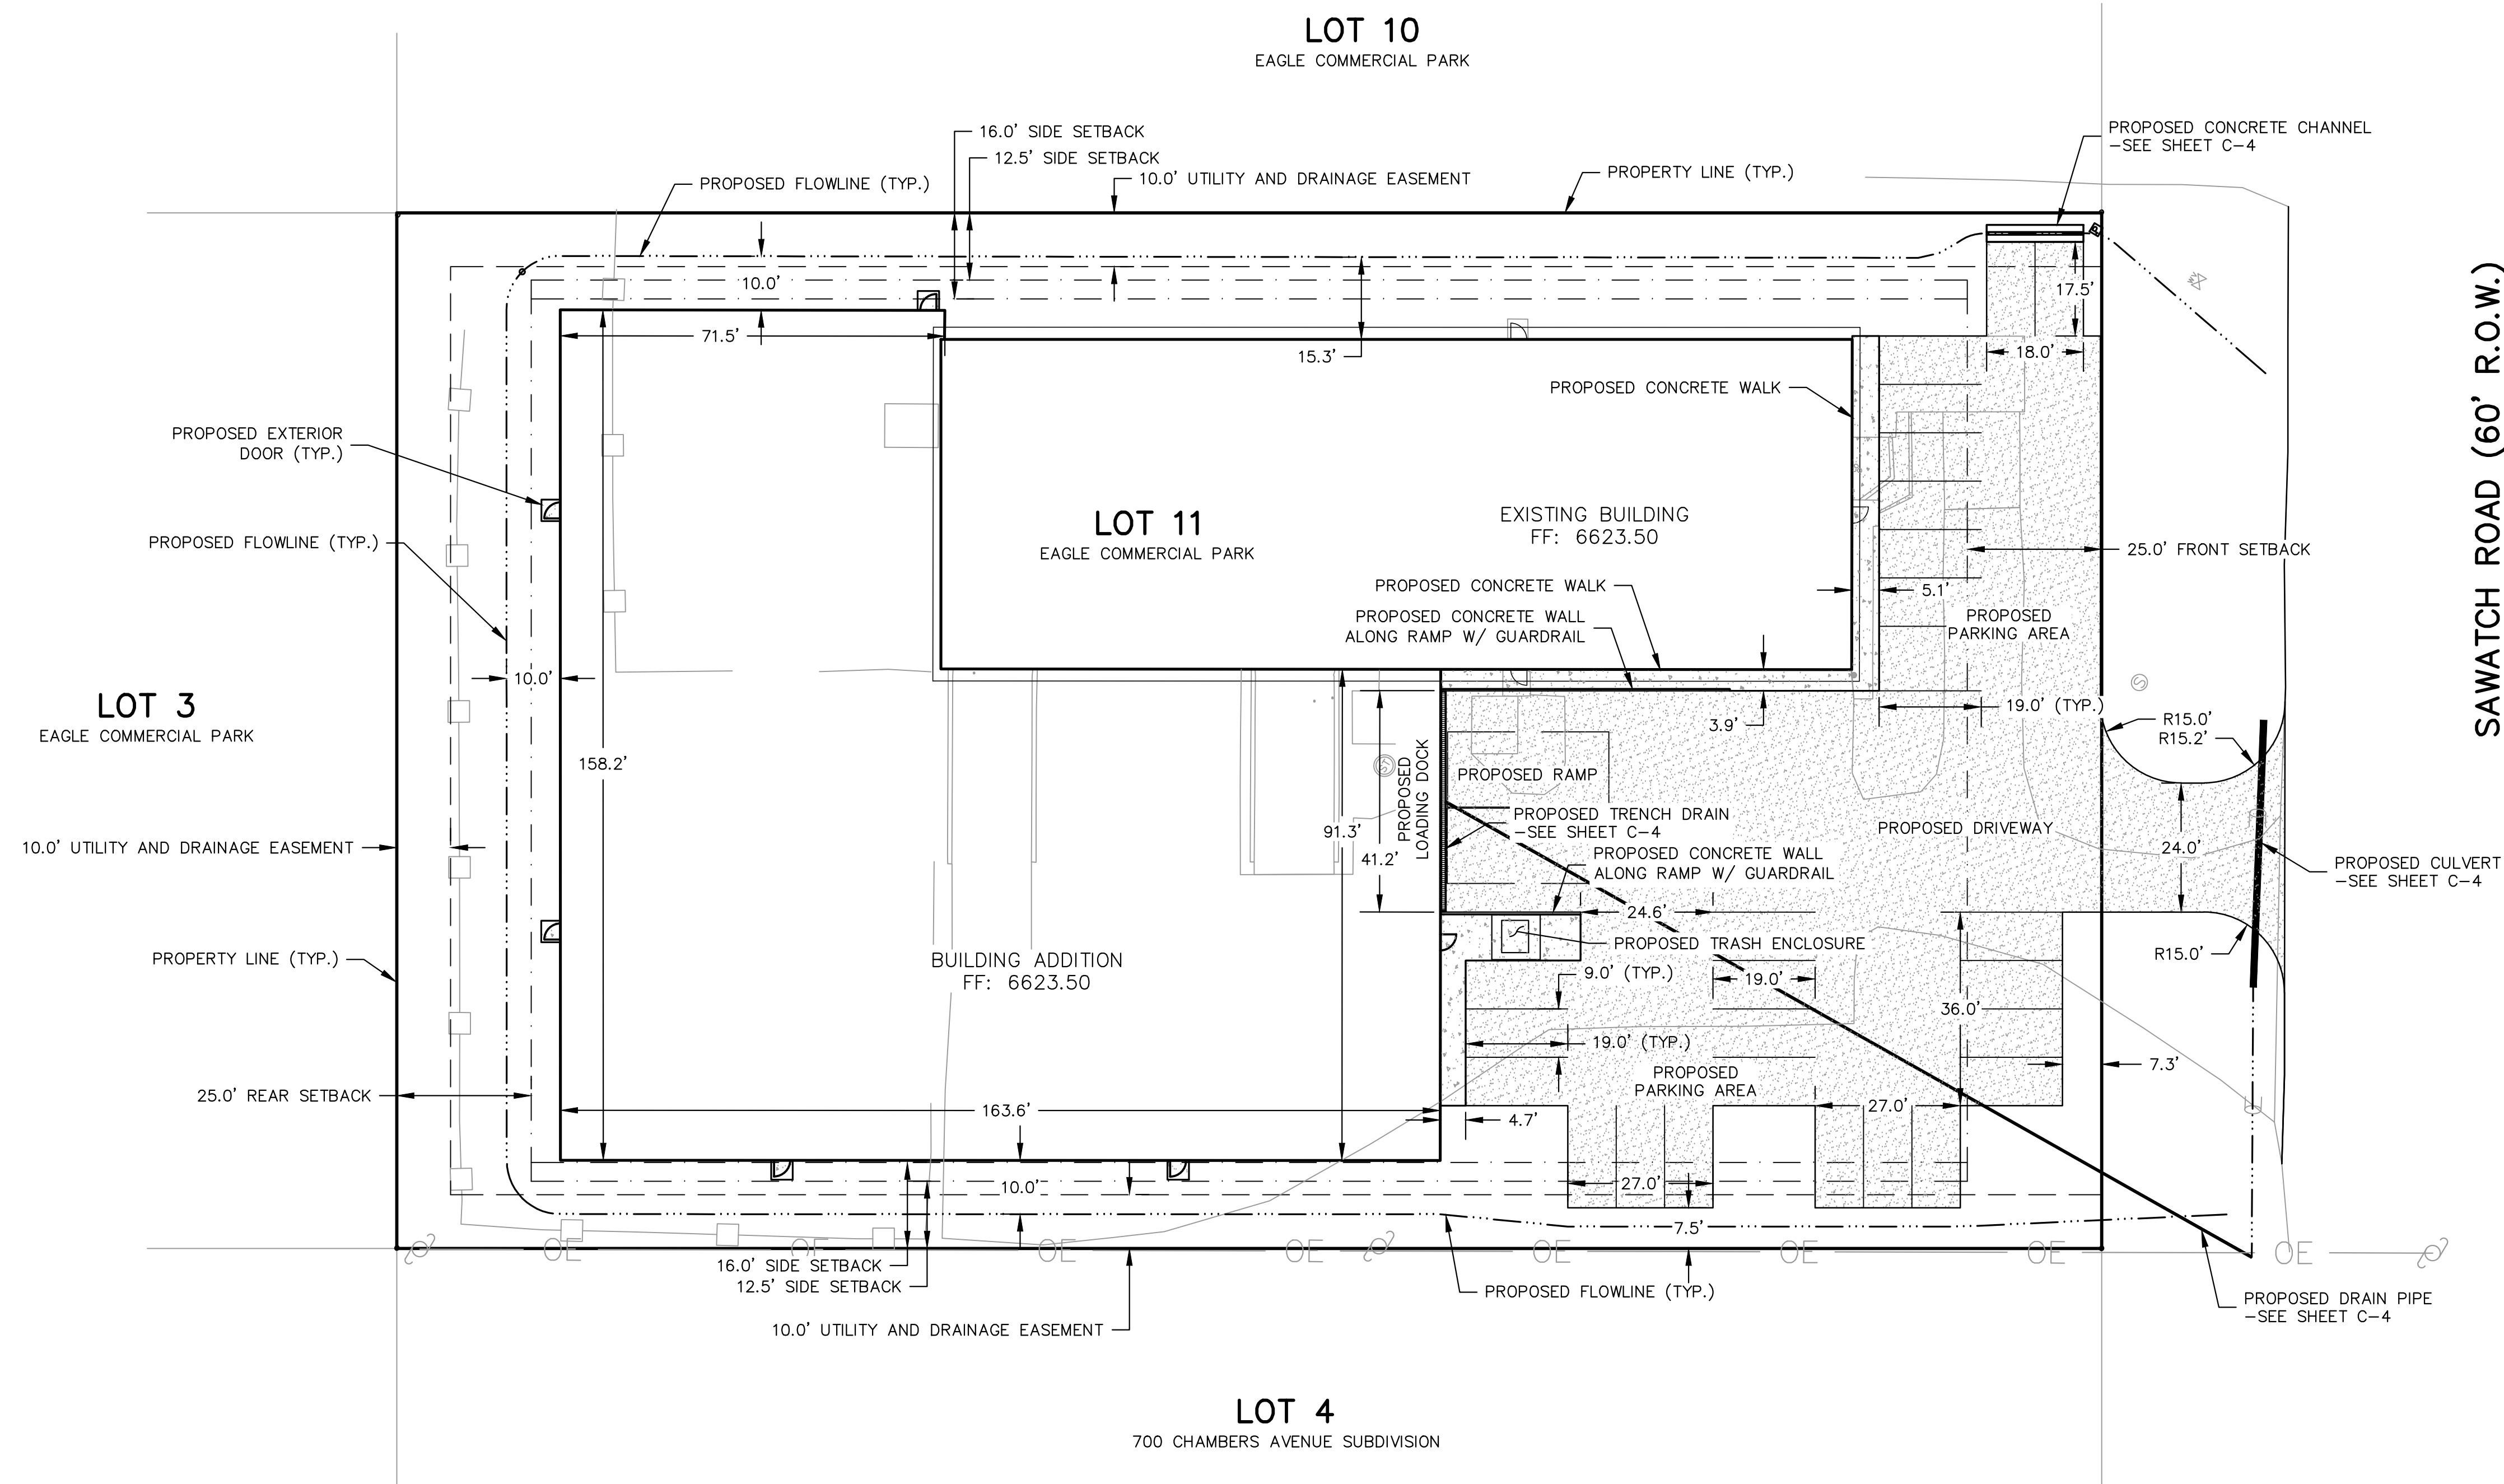 LOT 10
EAGLE COMMERCIAL PARK
16.0' SIDE SETBACK
12.5' SIDE SETBACK
10.0' UTILITY AND DRAINAGE EASEMENT
PROPOSED FLOWLINE (TYP.)
PROPERTY LINE (TYP.)
PROPOSED CONCRETE CHANNEL
-SEE SHEET C-4
10.0'
71.5'
15.3'
17.5'
18.0'
PROPOSED CONCRETE WALK
PROPOSED EXTERIOR
DOOR (TYP.)
PROPOSED FLOWLINE (TYP.)
LOT 11
EAGLE COMMERCIAL PARK
EXISTING BUILDING
FF: 6623.50
25.0' FRONT SETBACK
SAWATCH ROAD (60' R.O.W.)
PROPOSED CONCRETE WALK
5.1'
PROPOSED CONCRETE WALL
ALONG RAMP W/ GUARDRAIL
PROPOSED
PARKING AREA
10.0'
LOT 3
EAGLE COMMERCIAL PARK
3.9'
19.0' (TYP.)
R15.0'
R15.2'
158.2'
PROPOSED
LOADING DOCK
PROPOSED RAMP
91.3'
41.2'
PROPOSED TRENCH DRAIN
-SEE SHEET C-4
PROPOSED DRIVEWAY
24.0'
10.0' UTILITY AND DRAINAGE EASEMENT
PROPOSED CONCRETE WALL
ALONG RAMP W/ GUARDRAIL
PROPOSED CULVERT
-SEE SHEET C-4
24.6'
PROPOSED TRASH ENCLOSURE
R15.0'
PROPERTY LINE (TYP.)
BUILDING ADDITION
FF: 6623.50
9.0' (TYP.)
19.0'
36.0'
19.0' (TYP.)
7.3'
PROPOSED
PARKING AREA
25.0' REAR SETBACK
163.6'
4.7'
27.0'
27.0'
10.0'
7.5'
OE
OE
OE
OE
OE
OE
OE
OE
16.0' SIDE SETBACK
12.5' SIDE SETBACK
PROPOSED FLOWLINE (TYP.)
PROPOSED DRAIN PIPE
-SEE SHEET C-4
10.0' UTILITY AND DRAINAGE EASEMENT
LOT 4
700 CHAMBERS AVENUE SUBDIVISION